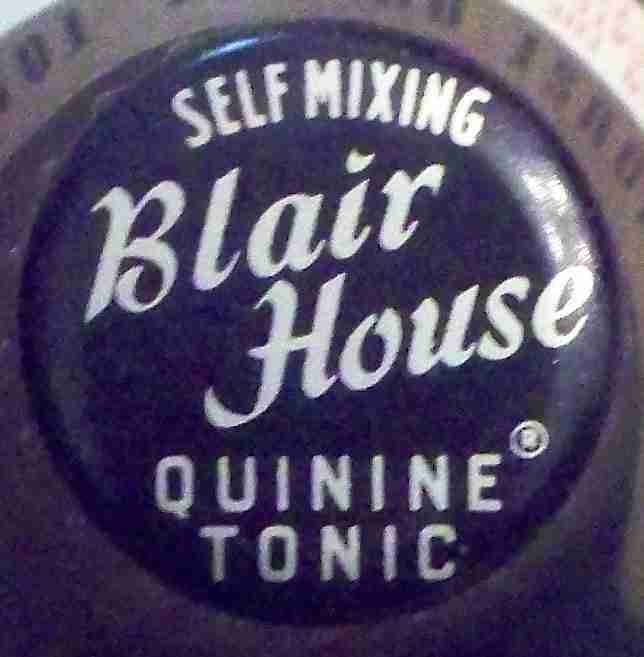 SELF MIXING
Blair
House
®
QUININE
TONIC